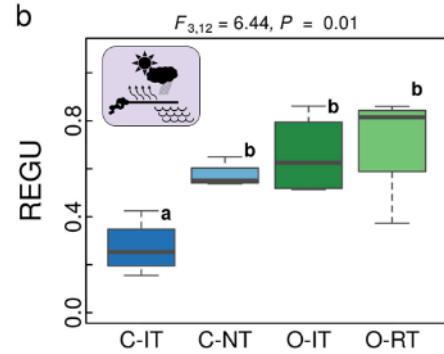 b
F3,12 = 6.44, P = 0.01
REGU
0.8
0.4
0.0
a
b
b
b
C-IT C-NT O-IT O-RT